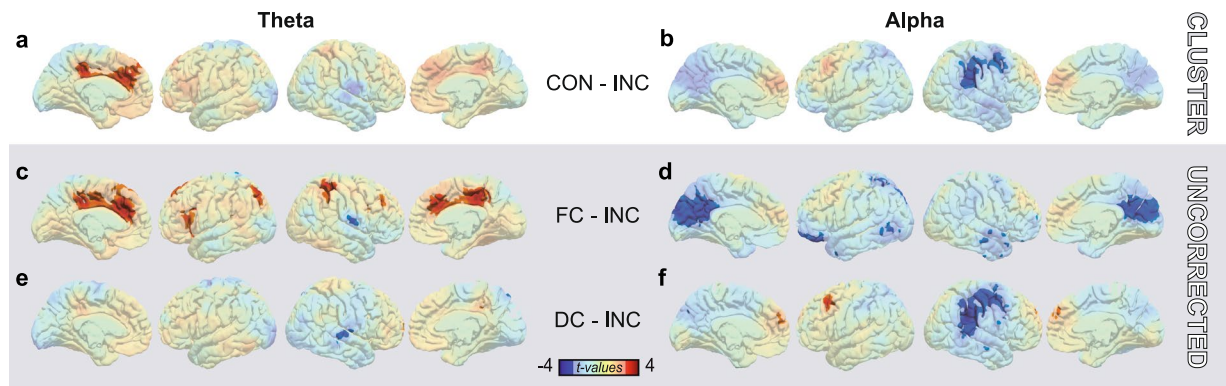 Theta
Alpha
a
b
CON - INC
CLUSTER
c
d
FC - INC
UNCORRECTED
e
f
DC - INC
-4 t-values 4